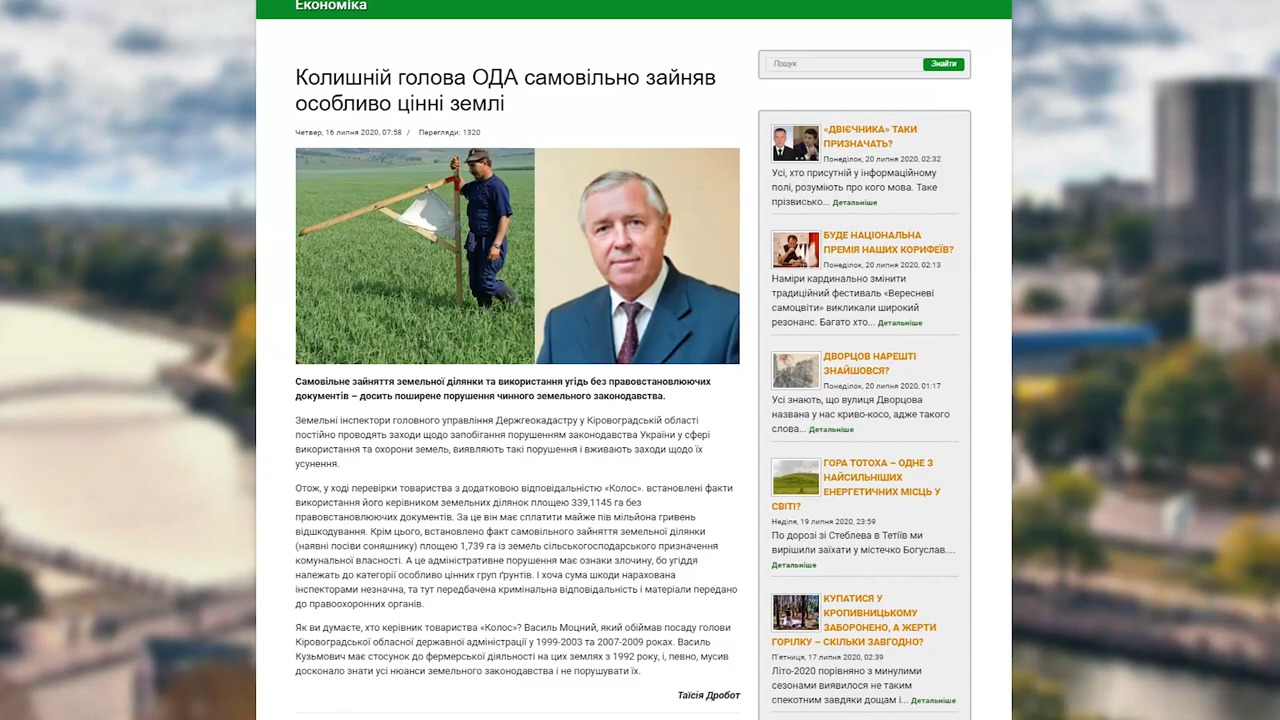 Економіка
Колишній голова ОДА самовільно зайняв
особливо цінні землі
Четвер, 16 липня 2020, 07:58 / Перегляди: 1320
Самовільне зайняття земельної ділянки та використання угідь без правовстановлюючих
документів – досить поширене порушення чинного земельного законодавства.
Земельні інспектори головного управління Держгеокадастру у Кіровоградській області
постійно проводять заходи щодо запобігання порушенням законодавства України у сфері
використання та охорони земель, виявляють такі порушення і вживають заходи щодо їх
усунення.
Отож, у ході перевірки товариства з додатковою відповідальністю «Колос». встановлені факти
використання його керівником земельних ділянок площею 339,1145 га без
правовстановлюючих документів. За це він має сплатити майже пів мільйона гривень
відшкодування. Крім цього, встановлено факт самовільного зайняття земельної ділянки
(наявні посіви соняшнику) площею 1,739 га із земель сільськогосподарського призначення
комунальної власності. А це адміністративне порушення має ознаки злочину, бо угіддя
належать до категорії особливо цінних груп ґрунтів. І хоча сума шкоди нарахована
інспекторами незначна, та тут передбачена кримінальна відповідальність і матеріали передано
до правоохоронних органів.
Як ви думаєте, хто керівник товариства «Колос»? Василь Моцний, який обіймав посаду голови
Кіровоградської обласної державної адміністрації у 1999-2003 та 2007-2009 роках. Василь
Кузьмович має стосунок до фермерської діяльності на цих землях з 1992 року, і, певно, мусив
досконало знати усі нюанси земельного законодавства і не порушувати їх.
Таїсія Дробот
Пошук Знайти
«ДВІЄЧНИКА» ТАКИ
ПРИЗНАЧАТЬ?
Понеділок, 20 липня 2020, 02:32
Усі, хто присутній у інформаційному
полі, розуміють про кого мова. Таке
прізвисько... Детальніше
БУДЕ НАЦІОНАЛЬНА
ПРЕМІЯ НАШИХ КОРИФЕЇВ?
Понеділок, 20 липня 2020, 02:13
Наміри кардинально змінити
традиційний фестиваль «Вересневі
самоцвіти» викликали широкий
резонанс. Багато хто... Детальніше
ДВОРЦОВ НАРЕШТІ
ЗНАЙШОВСЯ?
Понеділок, 20 липня 2020, 01:17
Усі знають, що вулиця Дворцова
названа у нас криво-косо, адже такого
слова... Детальніше
ГОРА ТОТОХА – ОДНЕ З
НАЙСИЛЬНІШИХ
ЕНЕРГЕТИЧНИХ МІСЦЬ У
СВІТІ?
Неділя, 19 липня 2020, 23:59
По дорозі зі Стеблева в Тетіїв ми
вирішили заїхати у містечко Богуслав....
Детальніше
КУПАТИСЯ У
КРОПИВНИЦЬКОМУ
ЗАБОРОНЕНО, А ЖЕРТИ
ГОРІЛКУ – СКІЛЬКИ ЗАВГОДНО?
П'ятниця, 17 липня 2020, 02:39
Літо-2020 порівняно з минулими
сезонами виявилося не таким
спекотним завдяки дощам і... Детальніше